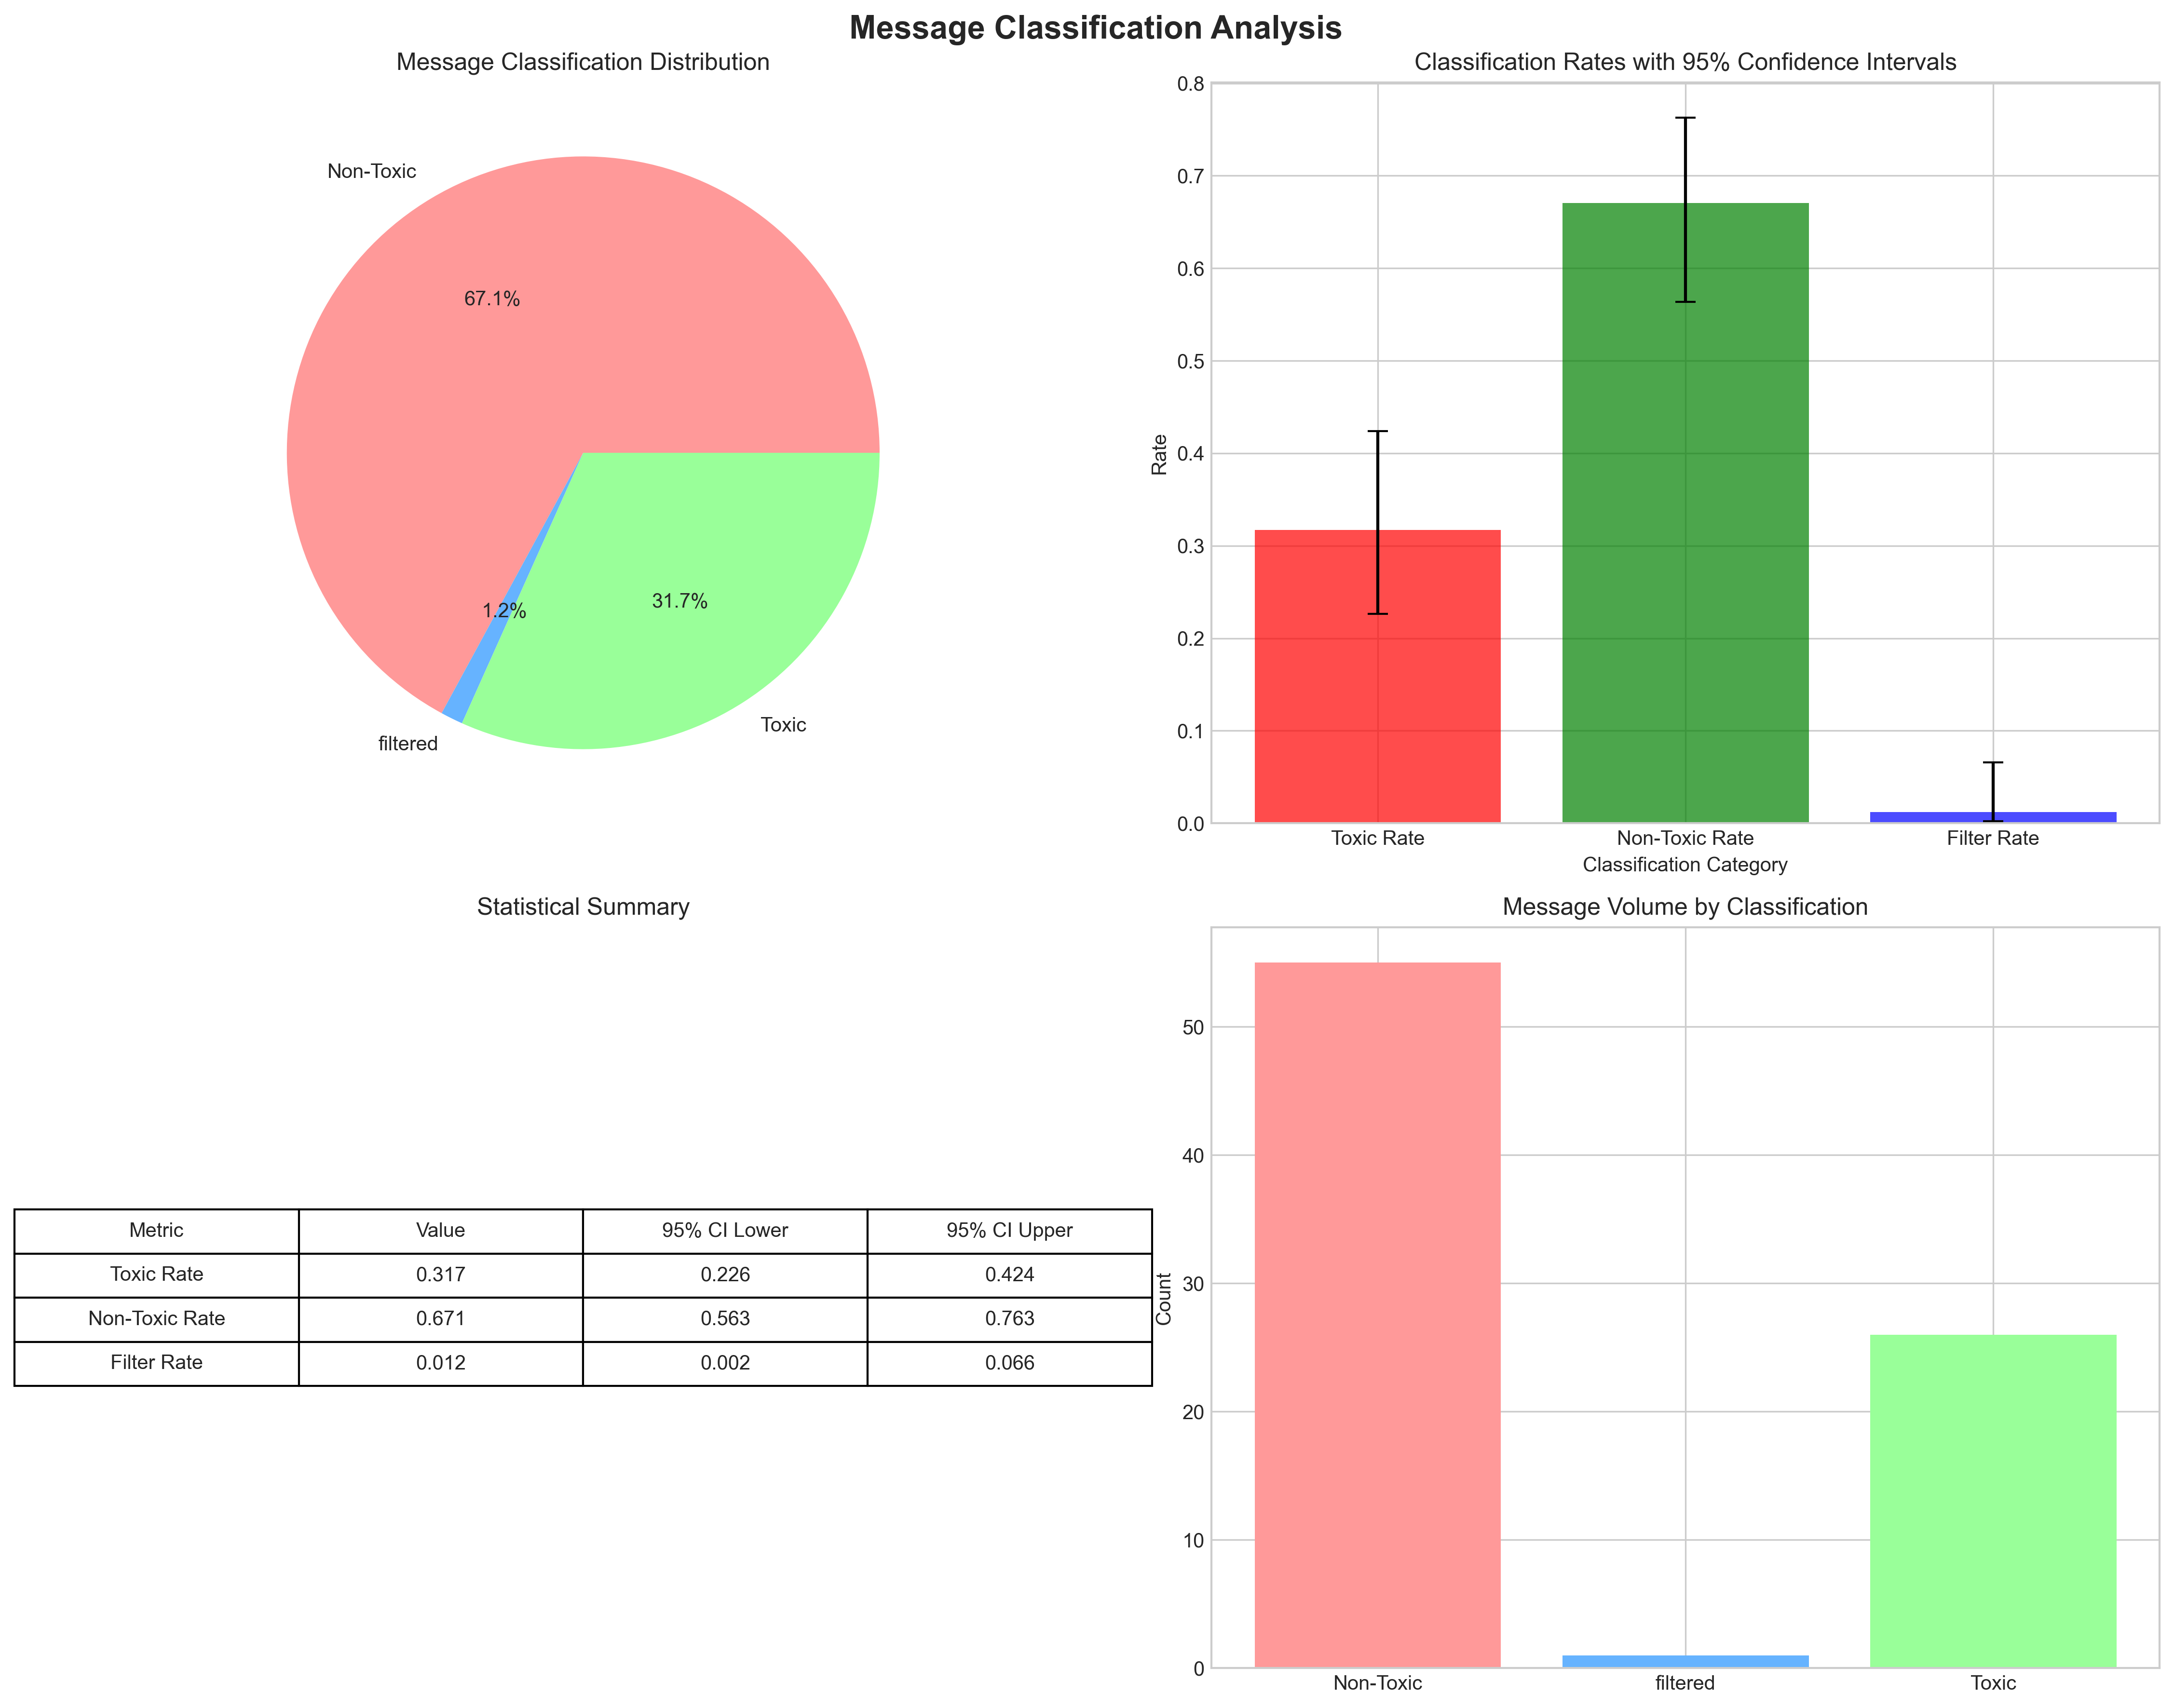 Message Classification Analysis
Message Classification Distribution
Non-Toxic
67.1%
1.2%
31.7%
filtered
Toxic
Classification Rates with 95% Confidence Intervals
0.8
0.7
0.6
0.5
0.4
0.3
0.2
0.1
0.0
Rate
Toxic Rate
Non-Toxic Rate
Filter Rate
Classification Category
Statistical Summary
Metric Value 95% CI Lower 95% CI Upper
Toxic Rate 0.317 0.226 0.424
Non-Toxic Rate 0.671 0.563 0.763
Filter Rate 0.012 0.002 0.066
Message Volume by Classification
50
40
30
20
10
0
Count
Non-Toxic
filtered
Toxic